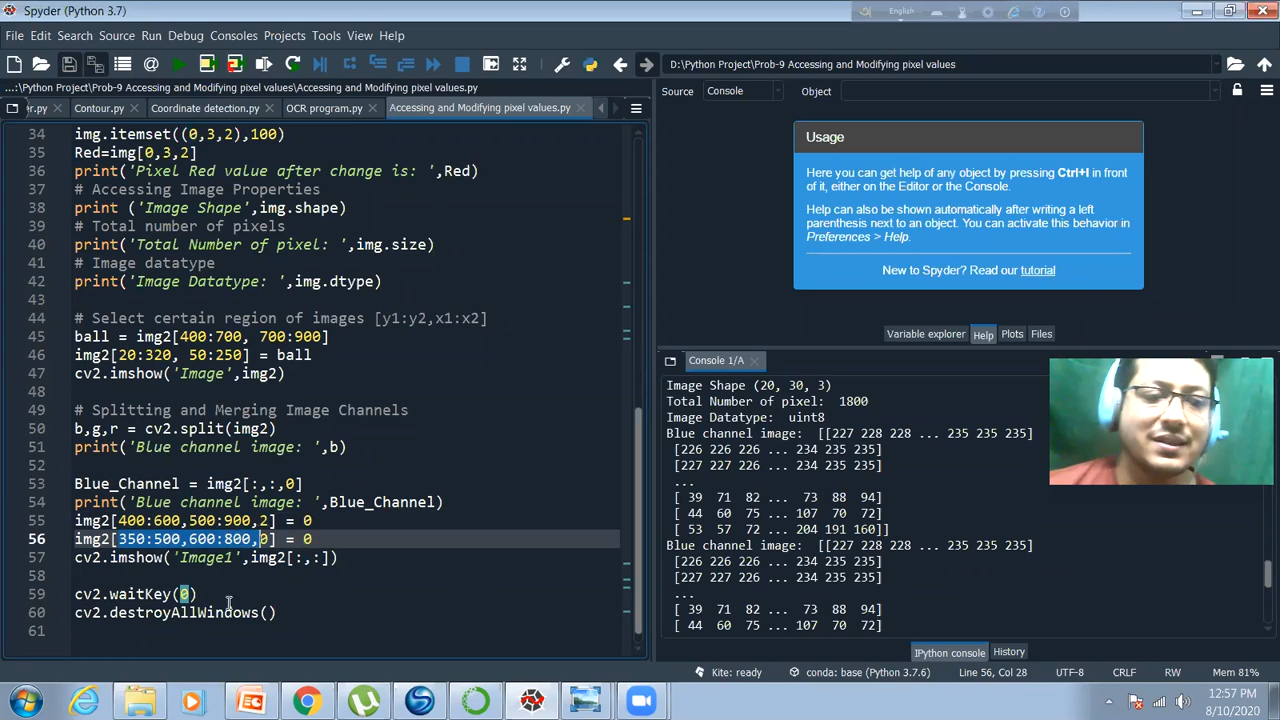 Spyder (Python 3.7)
English
File Edit Search Source Run Debug Consoles Projects Tools View Help
D:\Python Project\Prob-9 Accessing and Modifying pixel values
...:\Python Project\Prob-9 Accessing and Modifying pixel values\Accessing and Modifying pixel values.py
Source Console Object
r.py Contour.py Coordinate detection.py OCR program.py Accessing and Modifying pixel values.py
34 img.itemset((0,3,2),100)
35 Red=img[0,3,2]
36 print('Pixel Red value after change is: ',Red)
37 # Accessing Image Properties
38 print ('Image Shape',img.shape)
39 # Total number of pixels
40 print('Total Number of pixel: ',img.size)
41 # Image datatype
42 print('Image Datatype: ',img.dtype)
43
44 # Select certain region of images [y1:y2,x1:x2]
45 ball = img2[400:700, 700:900]
46 img2[20:320, 50:250] = ball
47 cv2.imshow('Image',img2)
48
49 # Splitting and Merging Image Channels
50 b,g,r = cv2.split(img2)
51 print('Blue channel image: ',b)
52
53 Blue_Channel = img2[:,:,0]
54 print('Blue channel image: ',Blue_Channel)
55 img2[400:600,500:900,2] = 0
56 img2[350:500,600:800,0] = 0
57 cv2.imshow('Image1',img2[:,:])
58
59 cv2.waitKey(0)
60 cv2.destroyAllWindows()
61
Usage
Here you can get help of any object by pressing Ctrl+I in front
of it, either on the Editor or the Console.
Help can also be shown automatically after writing a left
parenthesis next to an object. You can activate this behavior in
Preferences > Help.
New to Spyder? Read our tutorial
Variable explorer Help Plots Files
Console 1/A
Image Shape (20, 30, 3)
Total Number of pixel: 1800
Image Datatype: uint8
Blue channel image: [[227 228 228 ... 235 235 235]
[226 226 226 ... 234 235 235]
[227 227 226 ... 234 235 235]
...
[ 39 71 82 ... 73 88 94]
[ 44 60 75 ... 107 70 72]
[ 53 57 72 ... 204 191 160]]
Blue channel image: [[227 228 228 ... 235 235 235]
[226 226 226 ... 234 235 235]
[227 227 226 ... 234 235 235]
...
[ 39 71 82 ... 73 88 94]
[ 44 60 75 ... 107 70 72]
IPython console History
Kite: ready conda: base (Python 3.7.6) Line 56, Col 28 UTF-8 CRLF RW Mem 81%
12:57 PM
8/10/2020